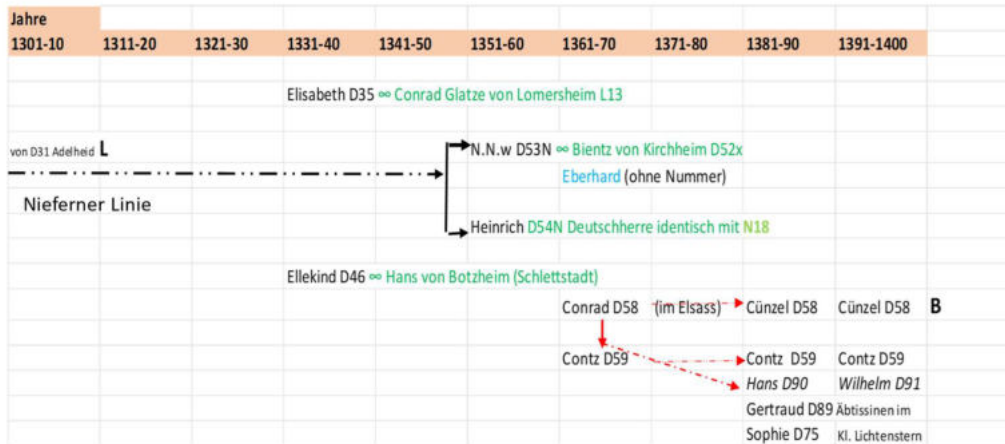 Jahre
1301-10 1311-20 1321-30 1331-40 1341-50 1351-60 1361-70 1371-80 1381-90 1391-1400
Elisabeth D35 ∞ Conrad Glatze von Lomersheim L13
von D31 Adelheid L N.N.w D53N ∞ Bientz von Kirchheim D52x
Eberhard (ohne Nummer)
Nieferner Linie
Heinrich D54N Deutschherre identisch mit N18
Ellekind D46 ∞ Hans von Botzheim (Schlettstadt)
Conrad D58 (im Elsass) Cünzel D58 Cünzel D58 B
Contz D59 Contz D59 Contz D59
Hans D90 Wilhelm D91
Gertraud D89 Äbtissinen im
Sophie D75 Kl. Lichtenstern